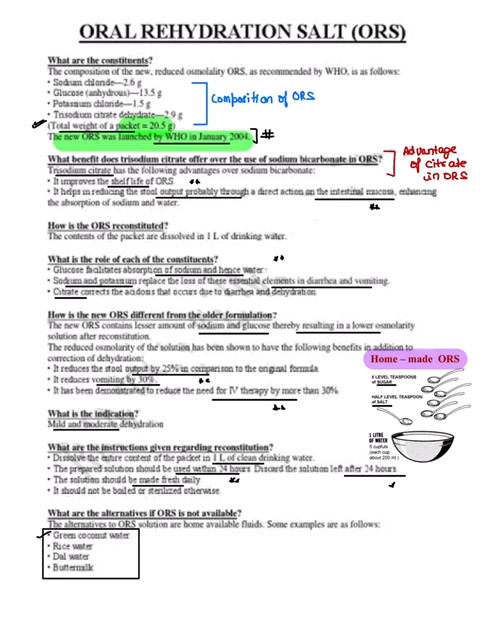 ORAL REHYDRATION SALT (ORS)
What are the constituents?
The composition of the new, reduced osmolality ORS, as recommended by WHO, is as follows:
• Sodium chloride—2.6 g
• Glucose (anhydrous)—13.5 g
• Potassium chloride—1.5 g
• Trisodium citrate dehydrate—2.9 g
(Total weight of a packet = 20.5 g)
The new ORS was launched by WHO in January 2004.
Composition of ORS
#
What benefit does trisodium citrate offer over the use of sodium bicarbonate in ORS?
Trisodium citrate has the following advantages over sodium bicarbonate:
• It improves the shelf life of ORS
• It helps in reducing the stool output probably through a direct action on the intestinal mucosa, enhancing
the absorption of sodium and water.
Advantage
of Citrate
in ORS
How is the ORS reconstituted?
The contents of the packet are dissolved in 1 L of drinking water.
What is the role of each of the constituents?
• Glucose facilitates absorption of sodium and hence water
• Sodium and potassium replace the loss of these essential elements in diarrhea and vomiting.
• Citrate corrects the acidosis that occurs due to diarrhea and dehydration.
How is the new ORS different from the older formulation?
The new ORS contains lesser amount of sodium and glucose thereby resulting in a lower osmolarity
solution after reconstitution.
The reduced osmolarity of the solution has been shown to have the following benefits in addition to
correction of dehydration:
• It reduces the stool output by 25% in comparison to the original formula
• It reduces vomiting by 30%.
• It has been demonstrated to reduce the need for IV therapy by more than 30%
Home – made ORS
6 LEVEL TEASPOONS
of SUGAR
HALF LEVEL TEASPOON
of SALT
1 LITRE
OF WATER
5 cupfuls
(each cup
about 200 ml)
What is the indication?
Mild and moderate dehydration
What are the instructions given regarding reconstitution?
• Dissolve the entire content of the packet in 1 L of clean drinking water.
• The prepared solution should be used within 24 hours Discard the solution left after 24 hours
• The solution should be made fresh daily
• It should not be boiled or sterilized otherwise
What are the alternatives if ORS is not available?
The alternatives to ORS solution are home available fluids. Some examples are as follows:
• Green coconut water
• Rice water
• Dal water
• Buttermilk